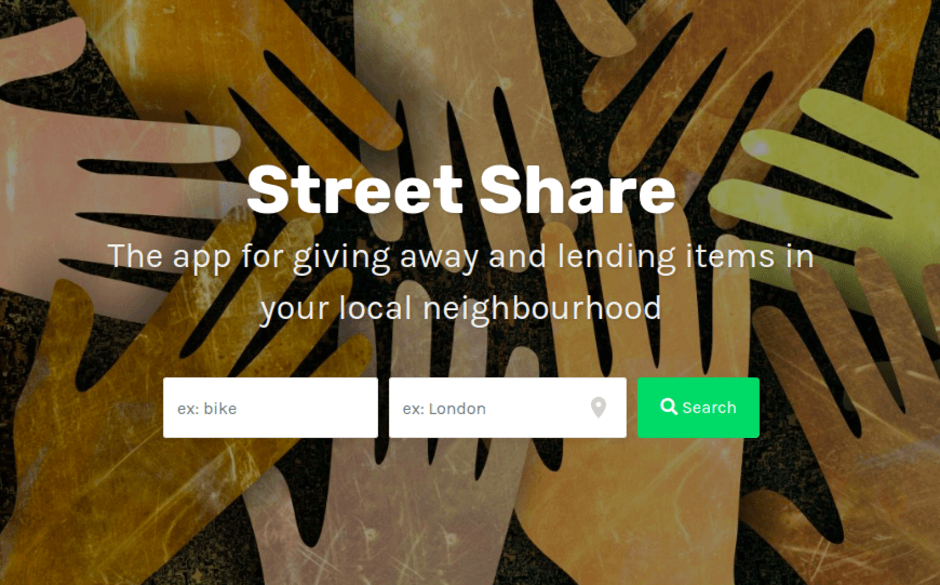 Street Share
The app for giving away and lending items in
your local neighbourhood
ex: bike
ex: London
Search